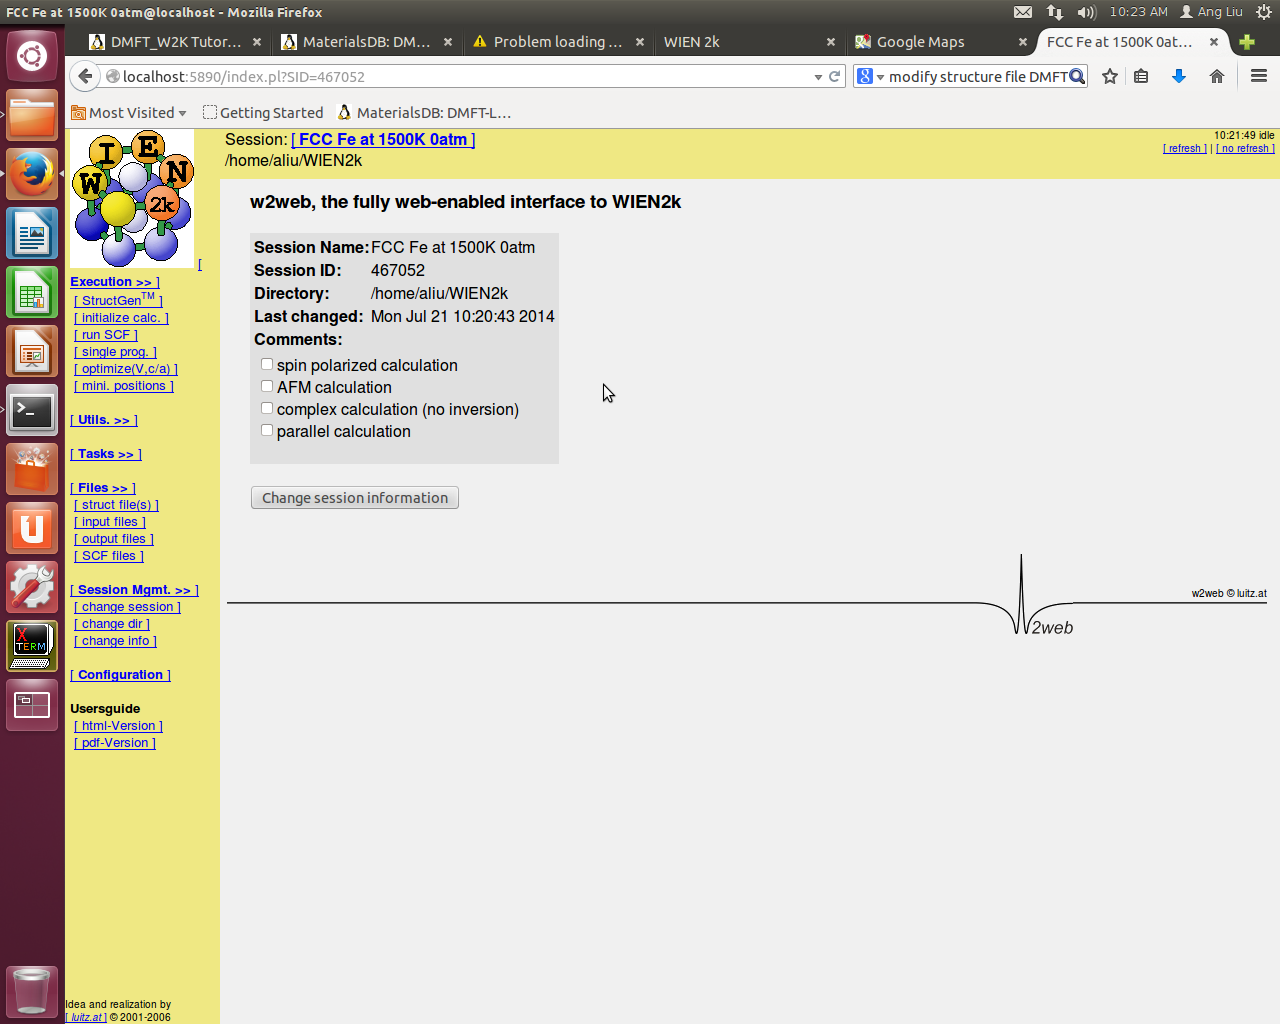 FCC Fe at 1500K 0atm@localhost - Mozilla Firefox
10:23 AM Ang Liu
DMFT_W2K Tutor...
MaterialsDB: DM...
Problem loading ...
WIEN 2k
Google Maps
FCC Fe at 1500K 0at...
localhost:5890/index.pl?SID=467052
modify structure file DMFT
Most Visited
Getting Started
MaterialsDB: DMFT-L...
W I E N 2k
[
Execution >> ]
[ StructGen™ ]
[ initialize calc. ]
[ run SCF ]
[ single prog. ]
[ optimize(V,c/a) ]
[ mini. positions ]
[ Utils. >> ]
[ Tasks >> ]
[ Files >> ]
[ struct file(s) ]
[ input files ]
[ output files ]
[ SCF files ]
[ Session Mgmt. >> ]
[ change session ]
[ change dir ]
[ change info ]
[ Configuration ]
Usersguide
[ html-Version ]
[ pdf-Version ]
Idea and realization by
[ luitz.at ] © 2001-2006
Session: [ FCC Fe at 1500K 0atm ]
/home/aliu/WIEN2k
10:21:49 idle
[ refresh ] | [ no refresh ]
w2web, the fully web-enabled interface to WIEN2k
Session Name: FCC Fe at 1500K 0atm
Session ID: 467052
Directory: /home/aliu/WIEN2k
Last changed: Mon Jul 21 10:20:43 2014
Comments:
spin polarized calculation
AFM calculation
complex calculation (no inversion)
parallel calculation
Change session information
w2web © luitz.at
2web
X
TERM